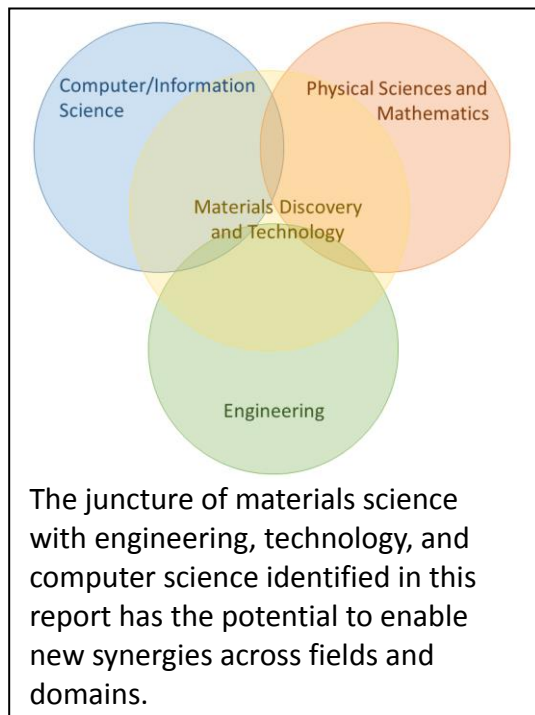 Computer/Information
Science
Physical Sciences and
Mathematics
Materials Discovery
and Technology
Engineering
The juncture of materials science
with engineering, technology, and
computer science identified in this
report has the potential to enable
new synergies across fields and
domains.